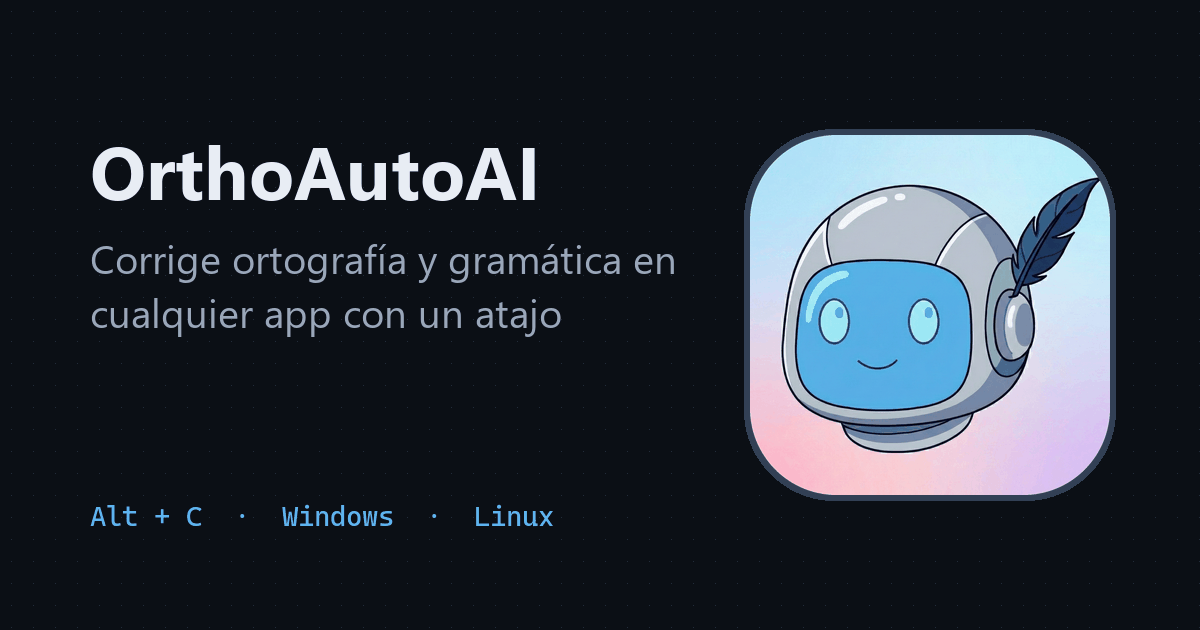 OrthoAutoAI
Corrige ortografía y gramática en
cualquier app con un atajo
Alt + C · Windows · Linux